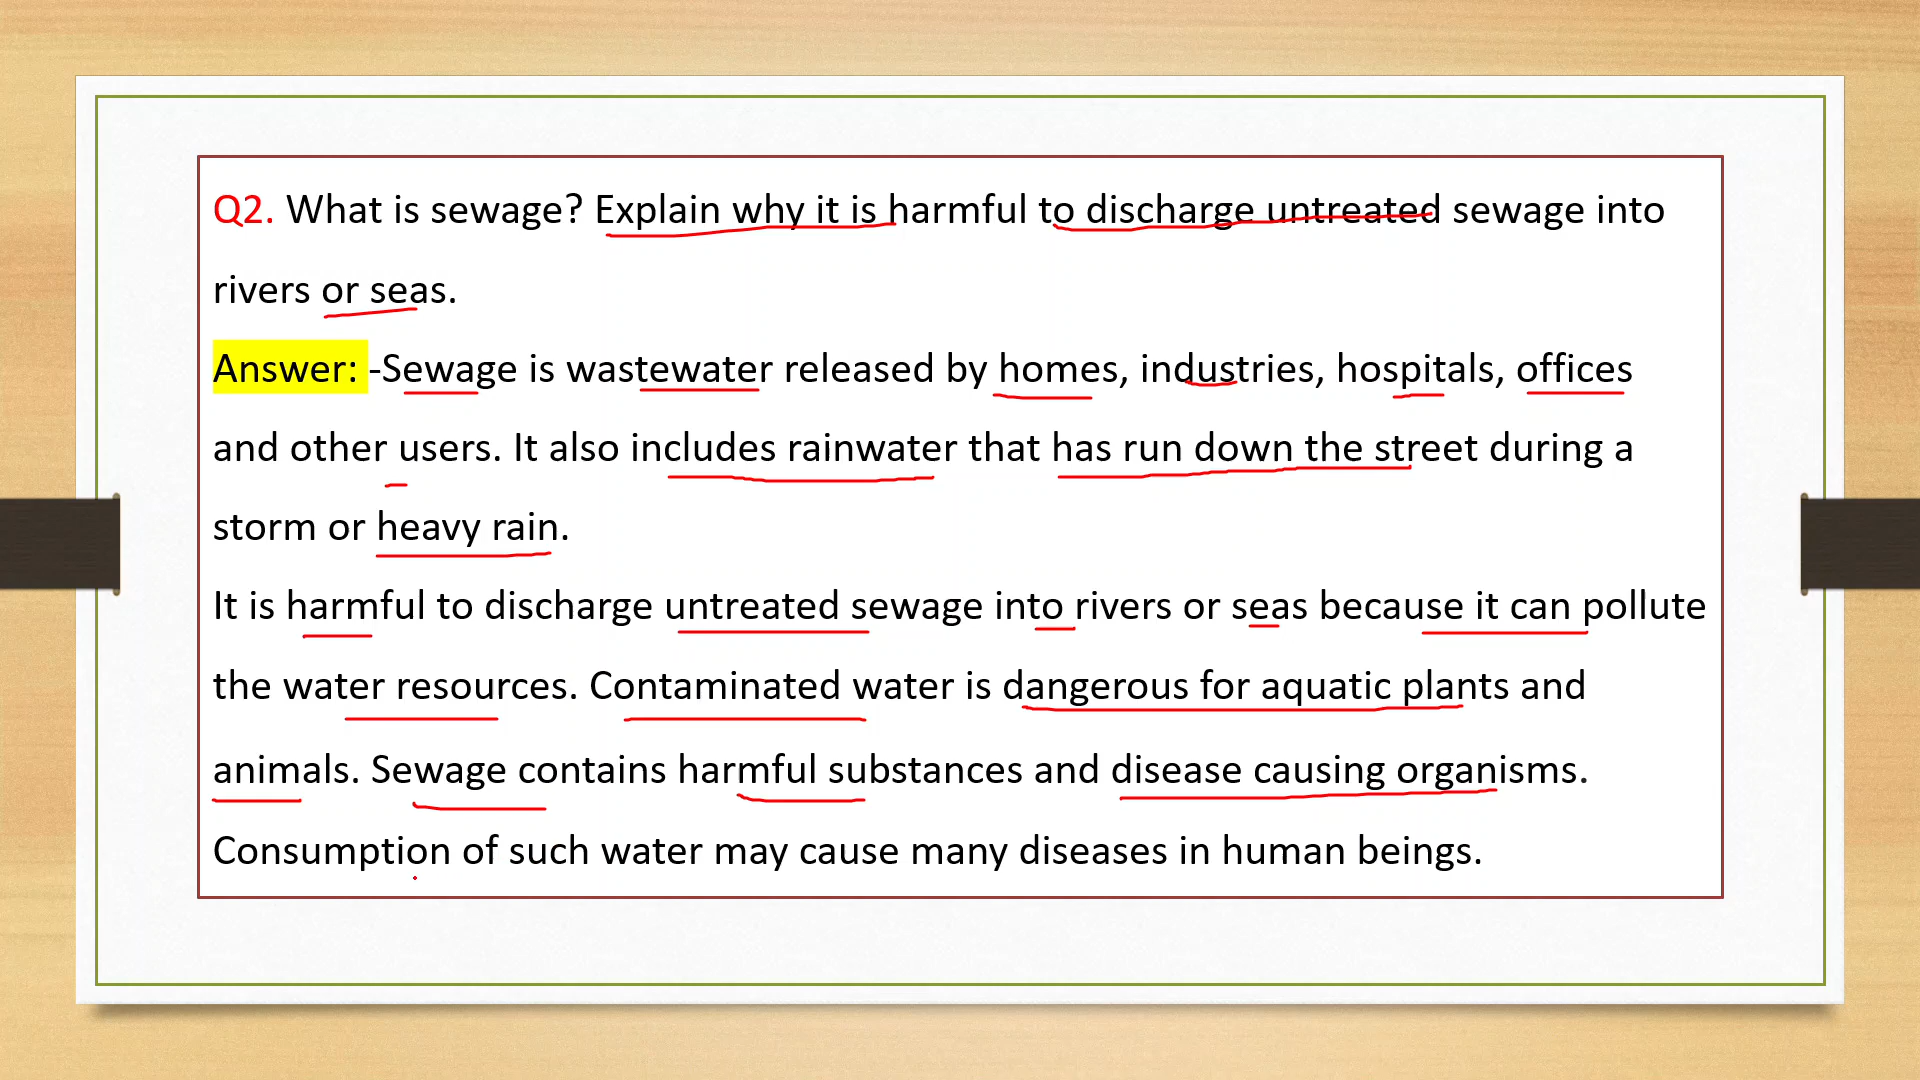 Q2. What is sewage? Explain why it is harmful to discharge untreated sewage into
rivers or seas.
Answer: -Sewage is wastewater released by homes, industries, hospitals, offices
and other users. It also includes rainwater that has run down the street during a
storm or heavy rain.
It is harmful to discharge untreated sewage into rivers or seas because it can pollute
the water resources. Contaminated water is dangerous for aquatic plants and
animals. Sewage contains harmful substances and disease causing organisms.
Consumption of such water may cause many diseases in human beings.